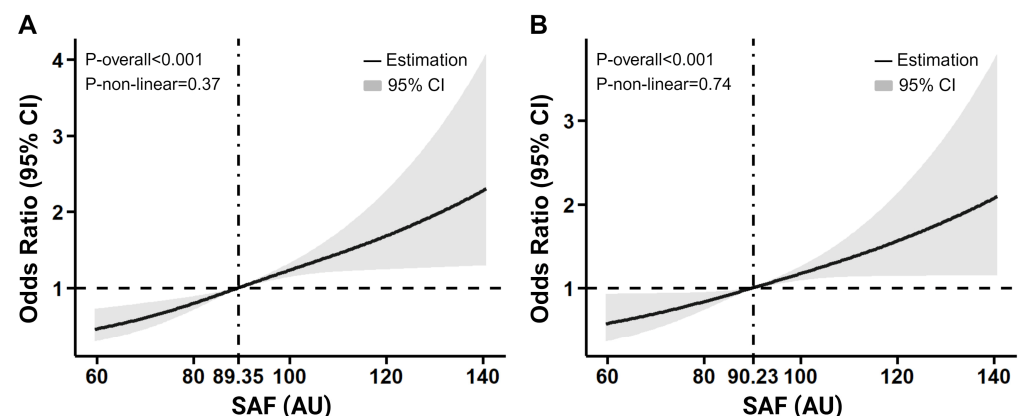 A
P-overall<0.001
P-non-linear=0.37
Estimation
95% CI
Odds Ratio (95% CI)
4
3
2
1
60 80 89.35 100 120 140
SAF (AU)
B
P-overall<0.001
P-non-linear=0.74
Estimation
95% CI
Odds Ratio (95% CI)
3
2
1
60 80 90.23 100 120 140
SAF (AU)